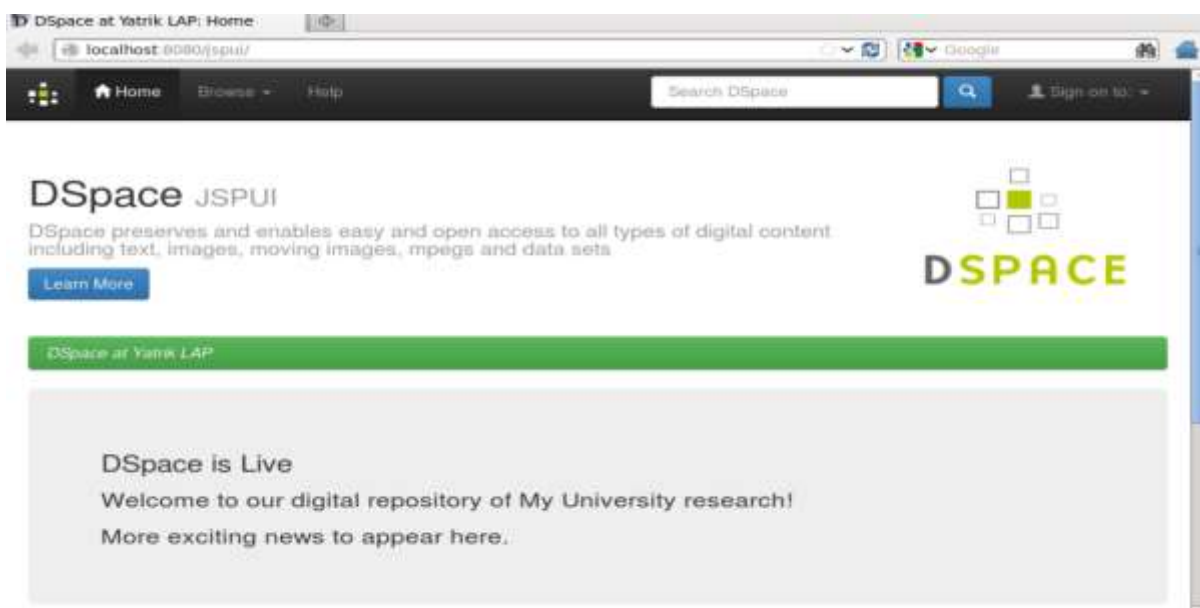 DSpace at Yatrik LAP: Home
localhost:8080/jspui/
Google
Home Browse Help
Search DSpace
Sign on to:
DSpace JSPUI
DSpace preserves and enables easy and open access to all types of digital content
including text, images, moving images, mpegs and data sets
Learn More
DSPACE
DSpace at Yatrik LAP
DSpace is Live
Welcome to our digital repository of My University research!
More exciting news to appear here.